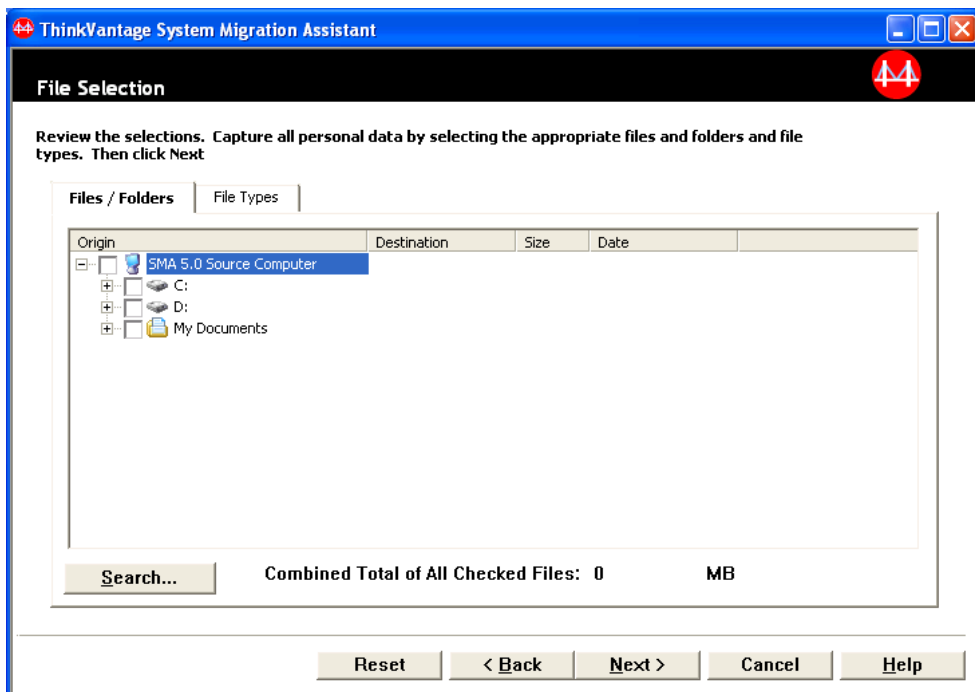 ThinkVantage System Migration Assistant
File Selection
Review the selections. Capture all personal data by selecting the appropriate files and folders and file
types. Then click Next
Files / Folders File Types
Origin Destination Size Date
SMA 5.0 Source Computer
C:
D:
My Documents
Search... Combined Total of All Checked Files: 0 MB
Reset < Back Next > Cancel Help